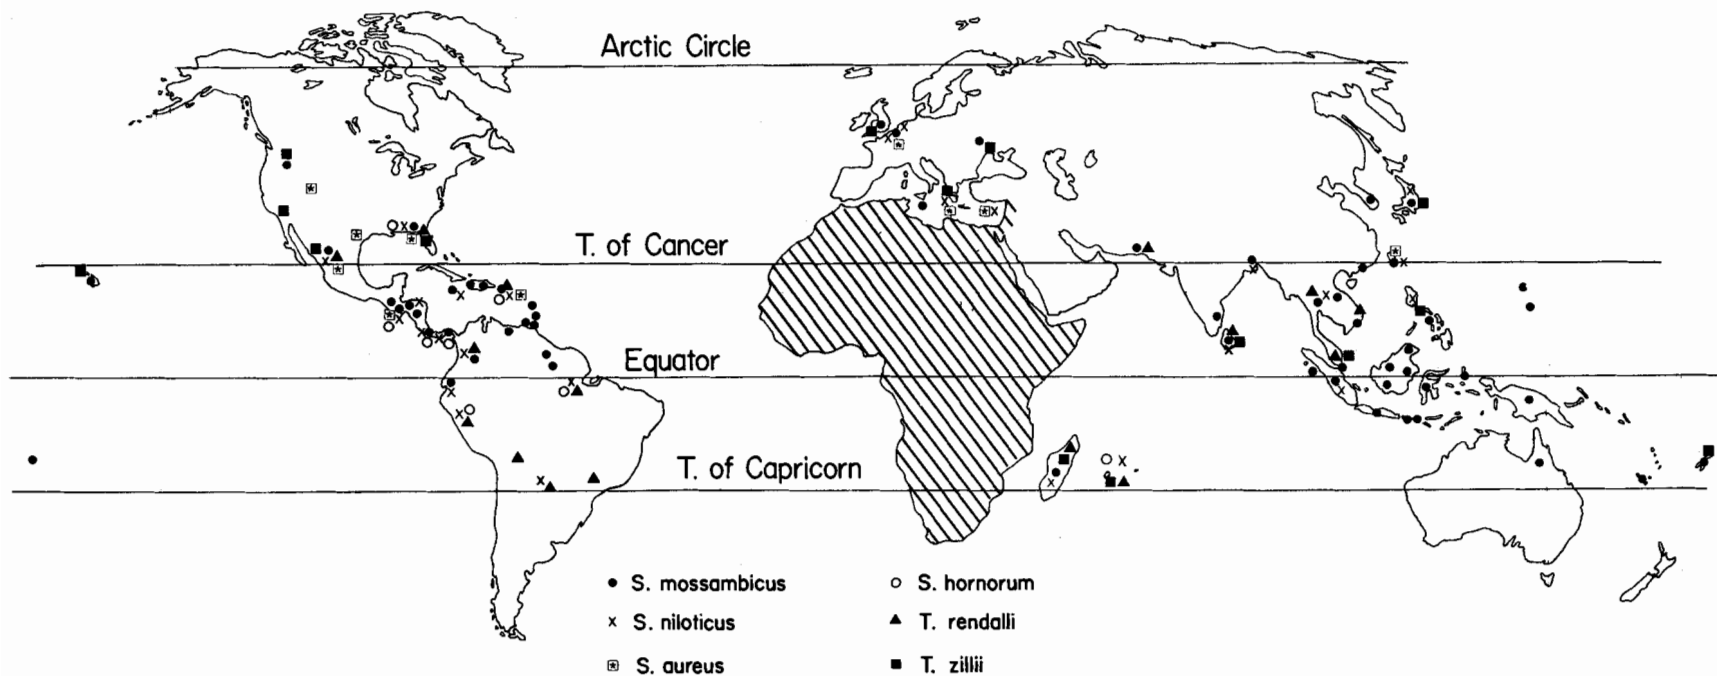 Arctic Circle
T. of Cancer
Equator
T. of Capricorn
S. mossambicus
S. hornorum
S. niloticus
T. rendalli
S. aureus
T. zillii